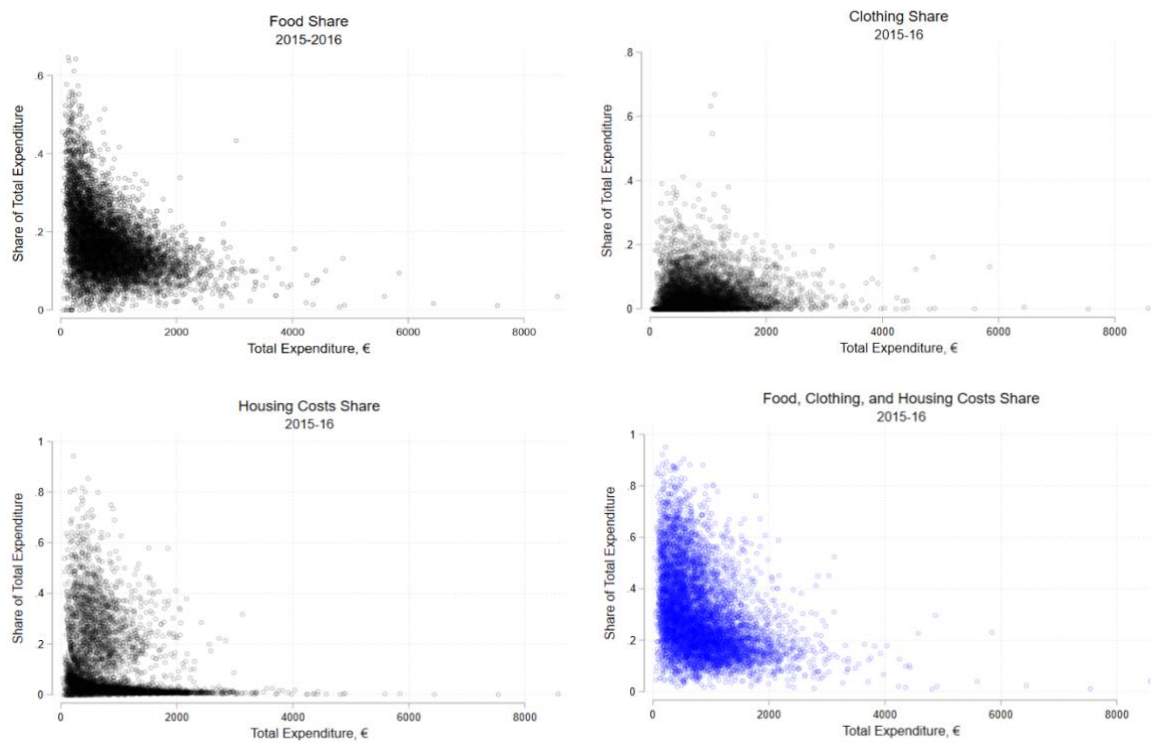 Food Share
2015-2016
Share of Total Expenditure
.6
.4
.2
0
0 2000 4000 6000 8000
Total Expenditure, €
Clothing Share
2015-16
Share of Total Expenditure
.8
.6
.4
.2
0
0 2000 4000 6000 8000
Total Expenditure, €
Housing Costs Share
2015-16
Share of Total Expenditure
1
.8
.6
.4
.2
0
0 2000 4000 6000 8000
Total Expenditure, €
Food, Clothing, and Housing Costs Share
2015-16
Share of Total Expenditure
1
.8
.6
.4
.2
0
0 2000 4000 6000 8000
Total Expenditure, €